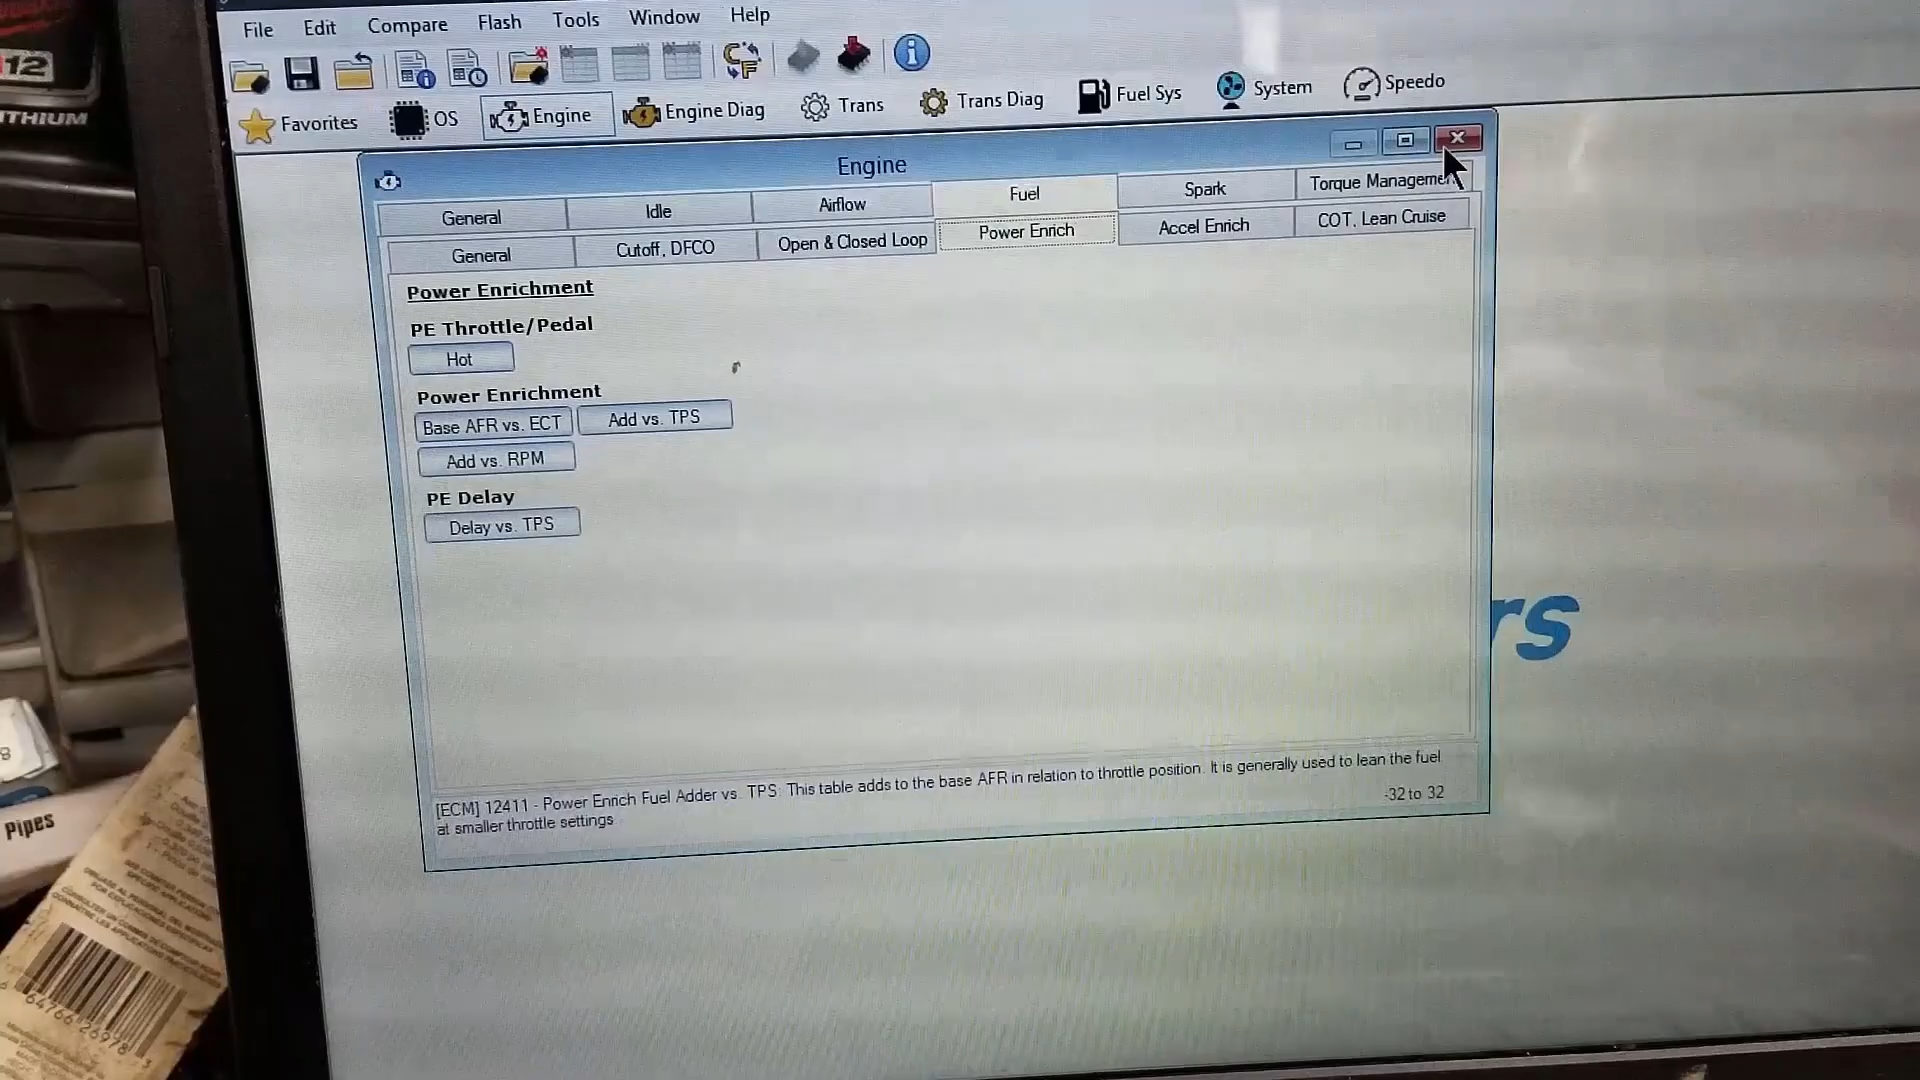 12
THIUM
File Edit Compare Flash Tools Window Help
Favorites OS Engine Engine Diag Trans Trans Diag Fuel Sys System Speedo
Engine
General Idle Airflow Fuel Spark Torque Managemen
General Cutoff, DFCO Open & Closed Loop Power Enrich Accel Enrich COT, Lean Cruise
Power Enrichment
PE Throttle/Pedal
Hot
Power Enrichment
Base AFR vs. ECT Add vs. TPS
Add vs. RPM
PE Delay
Delay vs. TPS
rs
[ECM] 12411 - Power Enrich Fuel Adder vs. TPS: This table adds to the base AFR in relation to throttle position. It is generally used to lean the fuel
at smaller throttle settings
-32 to 32
8
Pipes
64766 26978 3